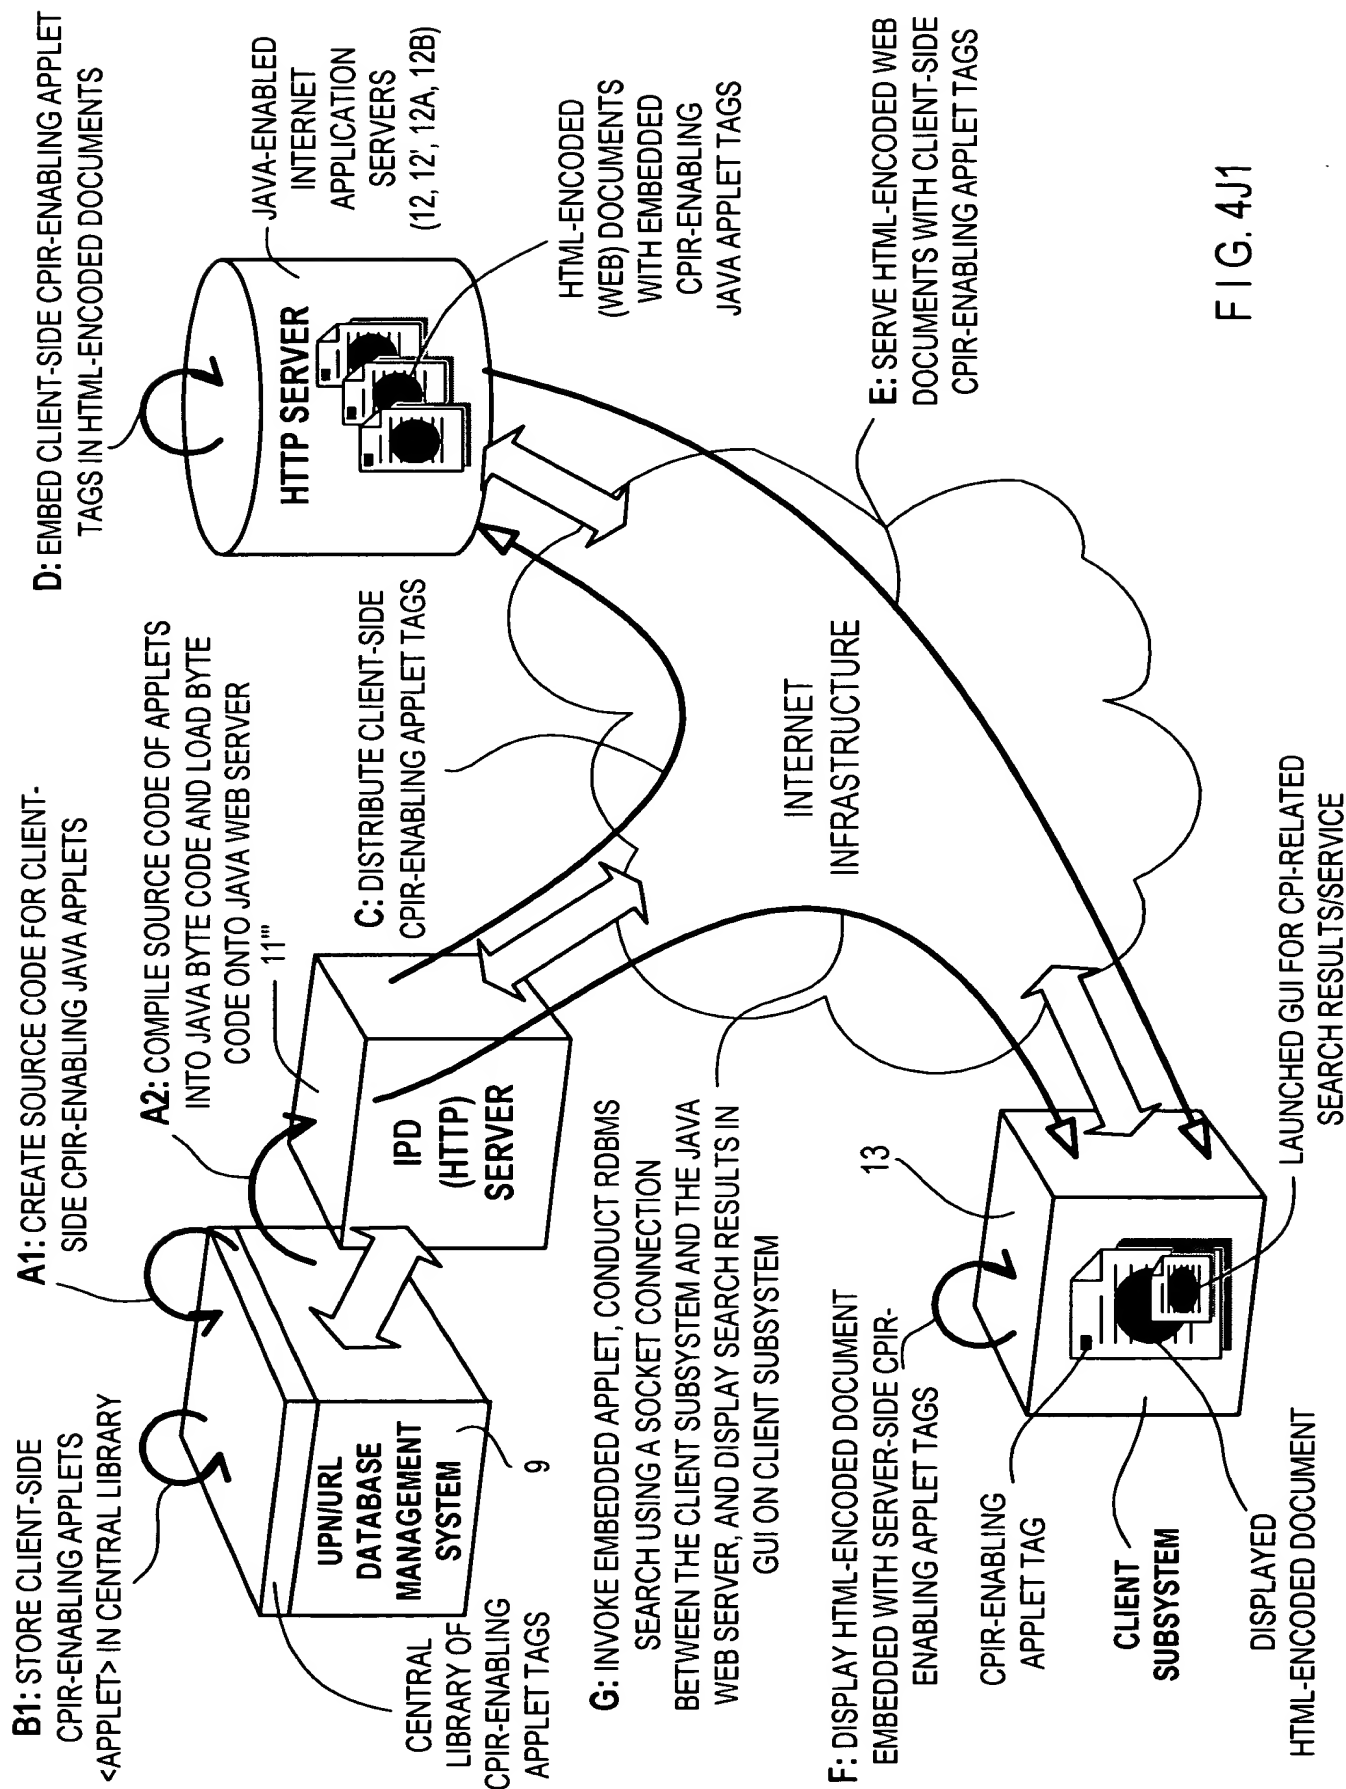 B1: STORE CLIENT-SIDE
CPIR-ENABLING APPLETS
<APPLET> IN CENTRAL LIBRARY
A1: CREATE SOURCE CODE FOR CLIENT-
SIDE CPIR-ENABLING JAVA APPLETS
A2: COMPILE SOURCE CODE OF APPLETS
INTO JAVA BYTE CODE AND LOAD BYTE
CODE ONTO JAVA WEB SERVER
11'''
D: EMBED CLIENT-SIDE CPIR-ENABLING APPLET
TAGS IN HTML-ENCODED DOCUMENTS
JAVA-ENABLED
INTERNET
APPLICATION
SERVERS
(12, 12', 12A, 12B)
HTTP SERVER
HTML-ENCODED
(WEB) DOCUMENTS
WITH EMBEDDED
CPIR-ENABLING
JAVA APPLET TAGS
UPN/URL
DATABASE
MANAGEMENT
SYSTEM
9
CENTRAL
LIBRARY OF
CPIR-ENABLING
APPLET TAGS
IPD
(HTTP)
SERVER
C: DISTRIBUTE CLIENT-SIDE
CPIR-ENABLING APPLET TAGS
G: INVOKE EMBEDDED APPLET, CONDUCT RDBMS
SEARCH USING A SOCKET CONNECTION
BETWEEN THE CLIENT SUBSYSTEM AND THE JAVA
WEB SERVER, AND DISPLAY SEARCH RESULTS IN
GUI ON CLIENT SUBSYSTEM
INTERNET
INFRASTRUCTURE
E: SERVE HTML-ENCODED WEB
DOCUMENTS WITH CLIENT-SIDE
CPIR-ENABLING APPLET TAGS
F: DISPLAY HTML-ENCODED DOCUMENT
EMBEDDED WITH SERVER-SIDE CPIR-
ENABLING APPLET TAGS
13
CPIR-ENABLING
APPLET TAG
CLIENT
SUBSYSTEM
DISPLAYED
HTML-ENCODED DOCUMENT
LAUNCHED GUI FOR CPI-RELATED
SEARCH RESULTS/SERVICE
FIG. 4J1